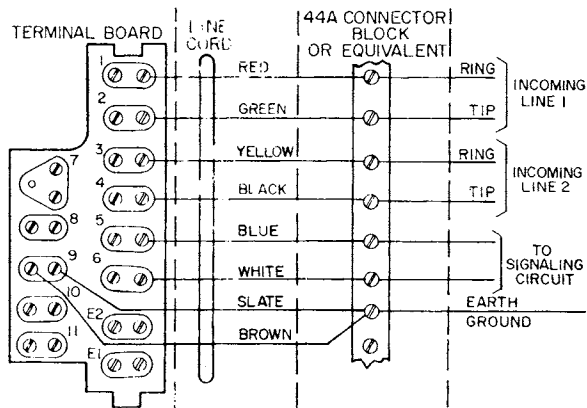 TERMINAL BOARD
LINE
CORD
44A CONNECTOR
BLOCK
OR EQUIVALENT
1
RED
RING
INCOMING
LINE 1
2
GREEN
TIP
3
YELLOW
RING
INCOMING
LINE 2
7
4
BLACK
TIP
8
5
BLUE
TO
SIGNALING
CIRCUIT
9
6
WHITE
10
SLATE
EARTH
GROUND
E2
BROWN
11
E1